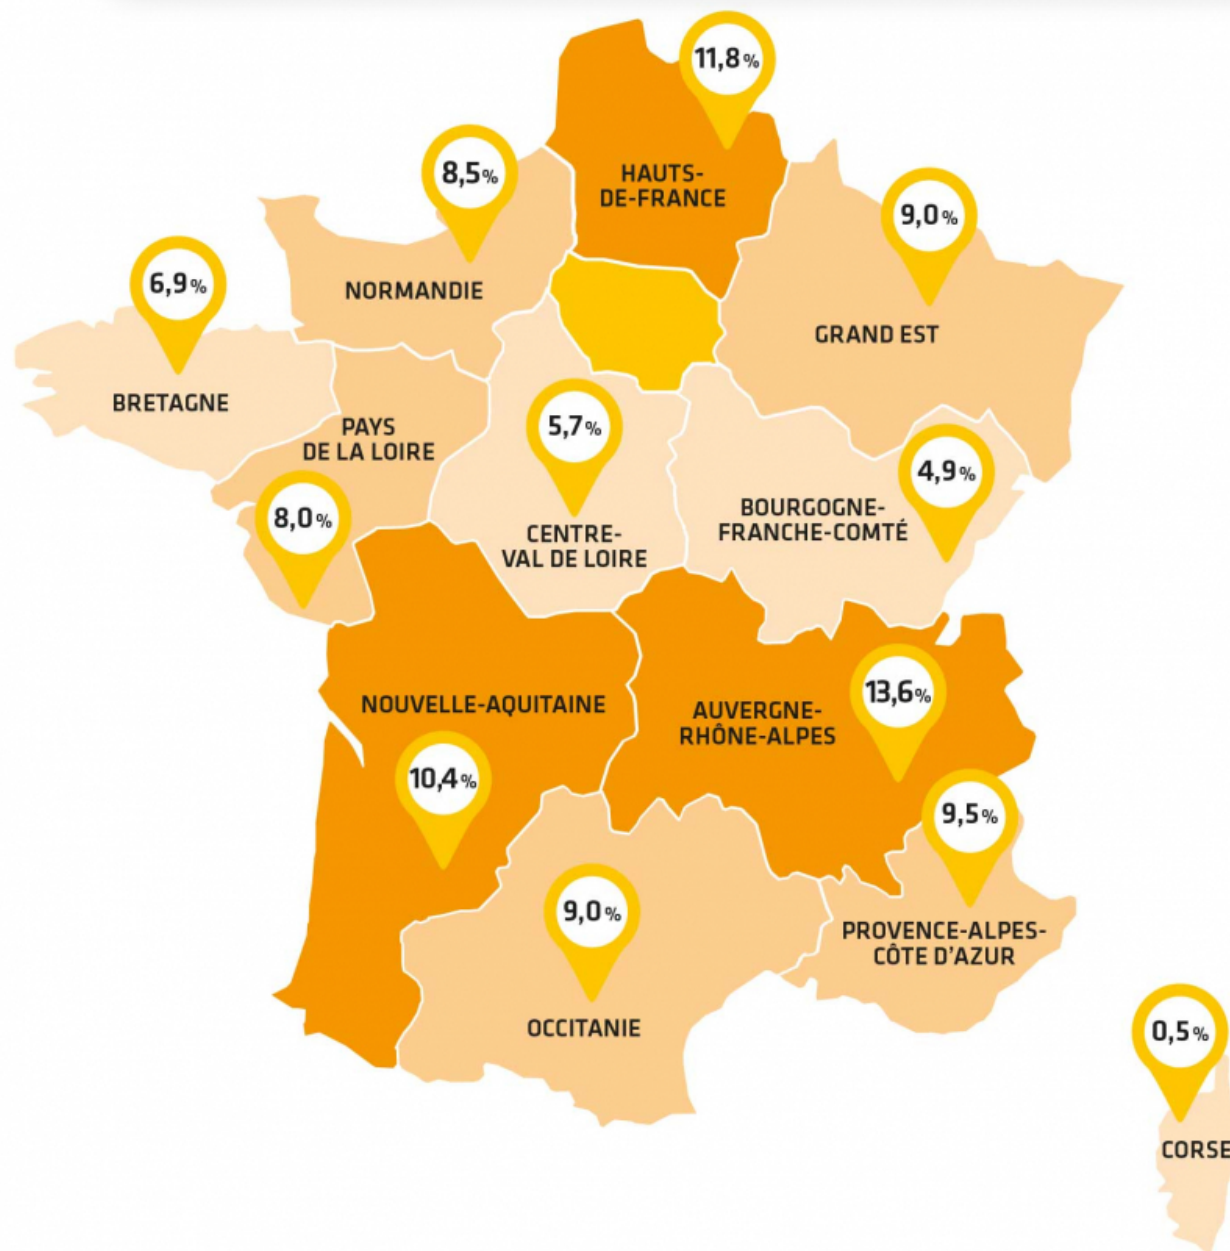 11,8%
HAUTS-
DE-FRANCE
8,5%
NORMANDIE
9,0%
GRAND EST
6,9%
BRETAGNE
PAYS
DE LA LOIRE
8,0%
5,7%
CENTRE-
VAL DE LOIRE
4,9%
BOURGOGNE-
FRANCHE-COMTÉ
NOUVELLE-AQUITAINE
10,4%
13,6%
AUVERGNE-
RHÔNE-ALPES
9,5%
PROVENCE-ALPES-
CÔTE D'AZUR
9,0%
OCCITANIE
0,5%
CORSE